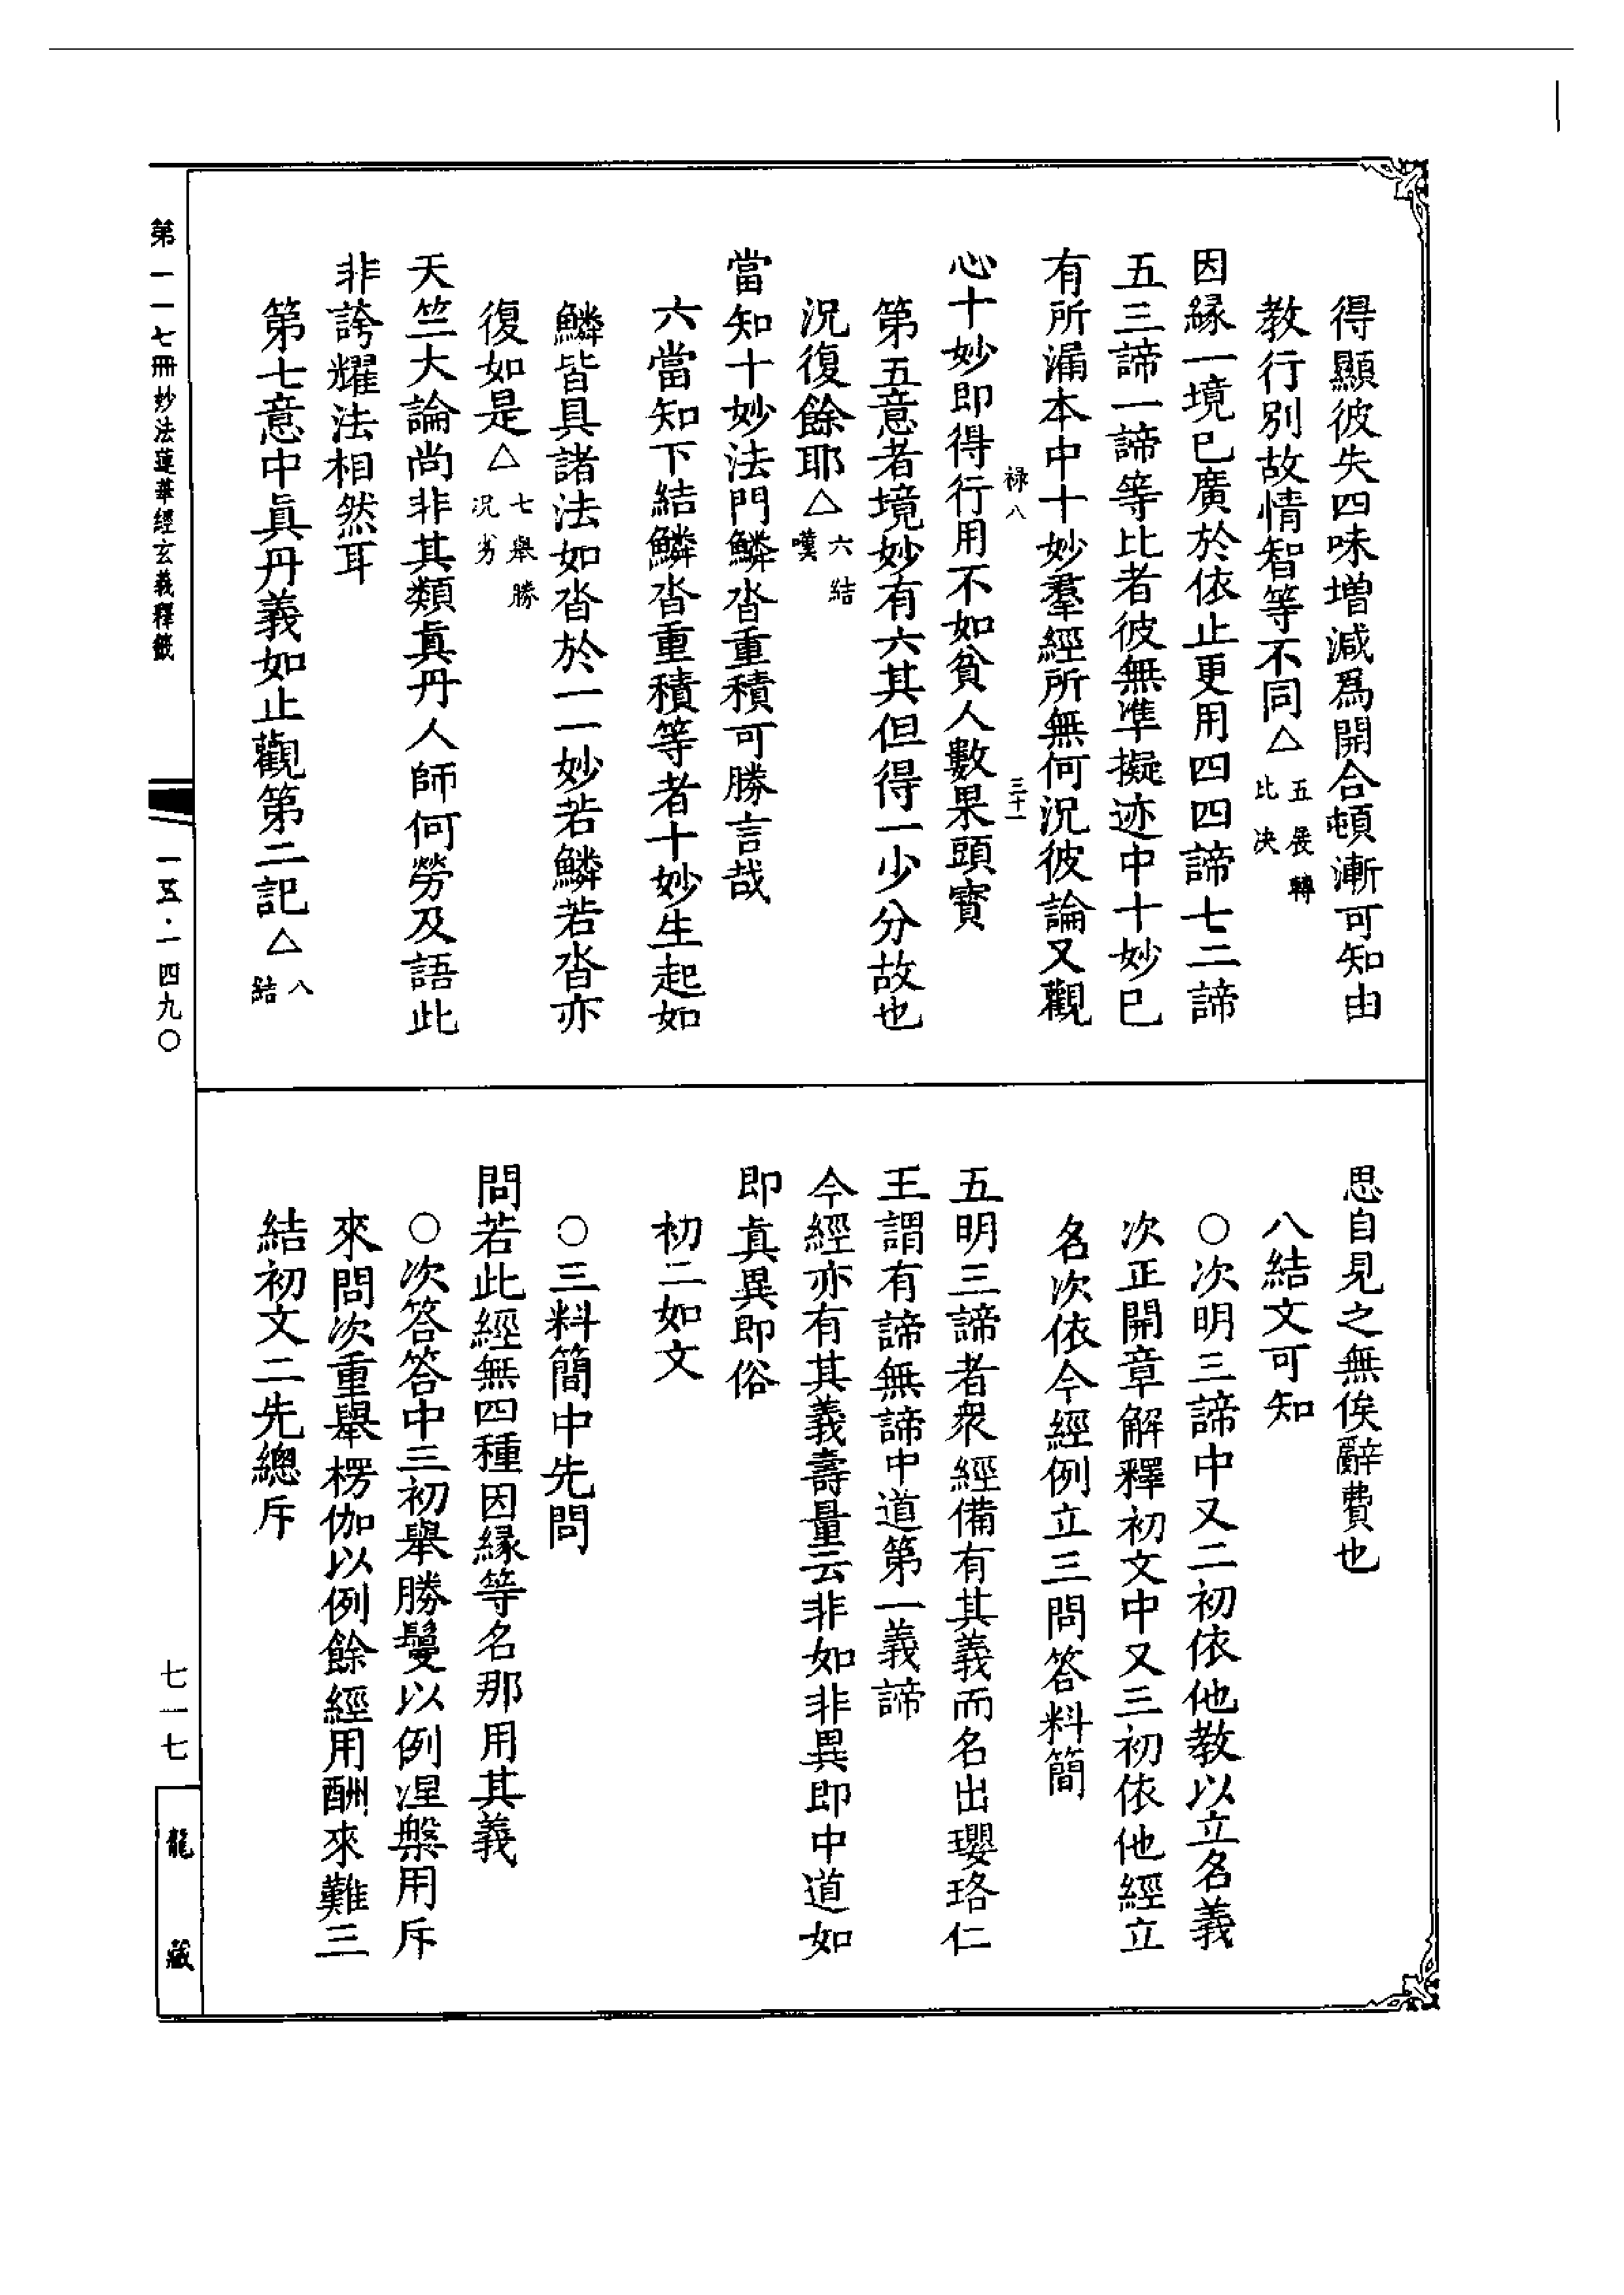 得顯彼失四味增減爲開合頓漸可知由
教行別故情智等不同△五展轉比决
因緣一境已廣於依止更用四四諦七二諦
五三諦一諦等比者彼無準擬迹中十妙已
有所漏本中十妙羣經所無何況彼論又觀
祿八
三十一
心十妙即得行用不如貧人數果頭寶
第五意者境妙有六其但得一少分故也
況復餘耶△六結嘆
當知十妙法門鱗沓重積可勝言哉
六當知下結鱗沓重積等者十妙生起如
鱗皆具諸法如沓於一一妙若鱗若沓亦
復如是△七舉勝況劣
天竺大論尚非其類眞丹人師何勞及語此
非誇耀法相然耳
第七意中眞丹義如止觀第二記△八結
思自見之無俟辭費也
八結文可知
○次明三諦中又二初依他教以立名義
次正開章解釋初文中又三初依他經立
名次依今經例立三問答料簡
五明三諦者衆經備有其義而名出瓔珞仁
王謂有諦無諦中道第一義諦
今經亦有其義壽量云非如非異即中道如
即眞異即俗
初二如文
○三料簡中先問
問若此經無四種因緣等名那用其義
○次答答中三初舉勝鬘以例涅槃用斥
來問次重舉楞伽以例餘經用酬來難三
結初文二先總斥
第一一七冊妙法蓮華經玄義釋籤
一五·一四九〇
七一七
龍藏